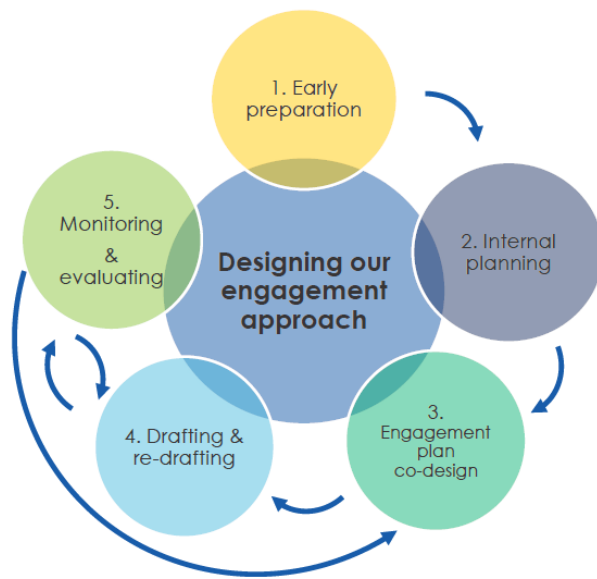 1. Early
preparation
2. Internal
planning
3.
Engagement
plan
co-design
4. Drafting &
re-drafting
5.
Monitoring
&
evaluating
Designing our
engagement
approach